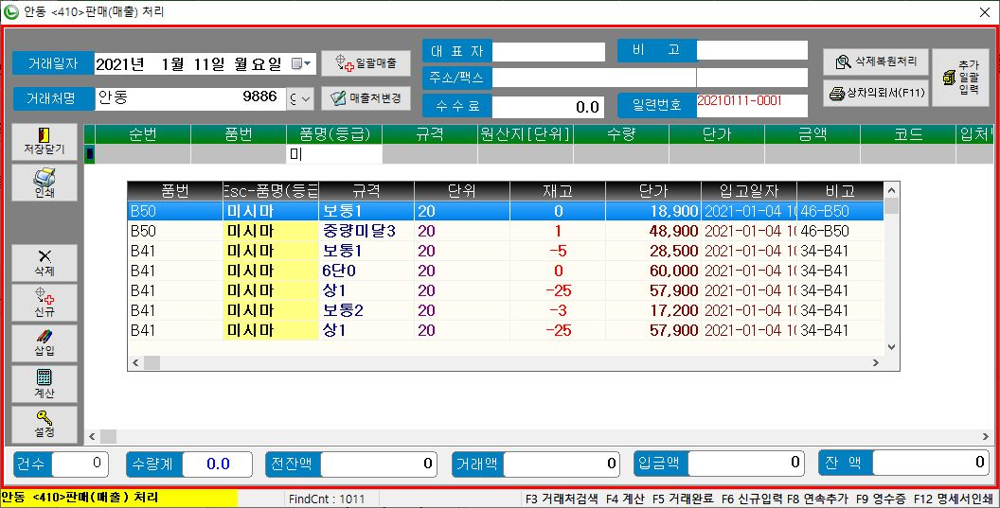 안동 <410>판매(매출) 처리
거래일자 2021년 1월 11일 월요일 일괄매출 대 표 자 비 고 삭제복원처리 추가 일괄 입력
주소/팩스
거래처명 안동 9886 매출처변경 수 수 료 0.0 일련번호 20210111-0001 상차의뢰서(F11)
저장닫기
인쇄
삭제
신규
삽입
계산
설정
순번 품번 품명(등급) 규격 원산지[단위] 수량 단가 금액 코드 입처
미
품번 Esc-품명(등급 규격 단위 재고 단가 입고일자 비고
B50 미시마 보통1 20 0 18,900 2021-01-04 46-B50
B50 미시마 중량미달3 20 1 48,900 2021-01-04 46-B50
B41 미시마 보통1 20 -5 28,500 2021-01-04 34-B41
B41 미시마 6단0 20 0 60,000 2021-01-04 34-B41
B41 미시마 상1 20 -25 57,900 2021-01-04 34-B41
B41 미시마 보통2 20 -3 17,200 2021-01-04 34-B41
B41 미시마 상1 20 -25 57,900 2021-01-04 34-B41
건수 0 수량계 0.0 전잔액 0 거래액 0 입금액 0 잔 액 0
안동 <410>판매(매출) 처리 FindCnt : 1011 F3 거래처검색 F4 계산 F5 거래완료 F6 신규입력 F8 연속추가 F9 영수증 F12 명세서인쇄